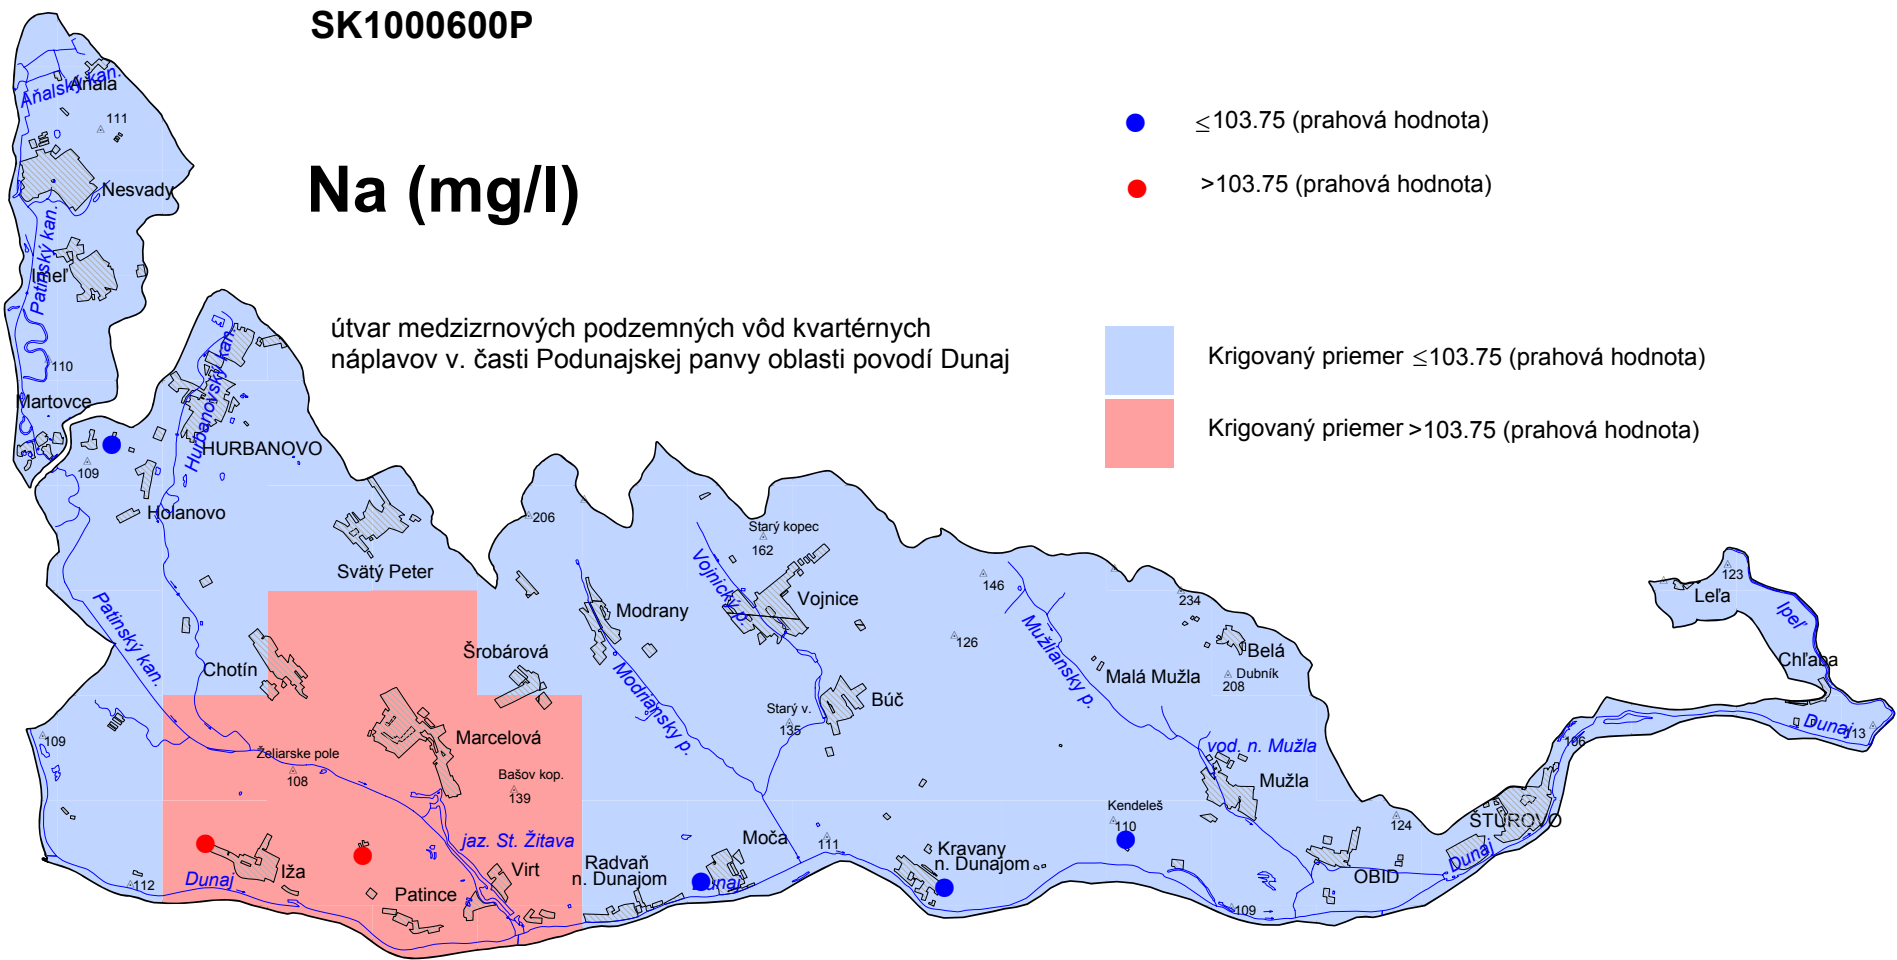 SK1000600P
Na (mg/l)
≤103.75 (prahová hodnota)
>103.75 (prahová hodnota)
útvar medzizrnových podzemných vôd kvartérnych
náplavov v. časti Podunajskej panvy oblasti povodí Dunaj
Krigovaný priemer ≤103.75 (prahová hodnota)
Krigovaný priemer >103.75 (prahová hodnota)
Aňalský kan.
Aňala
111
Nesvady
Patinský kan.
Imeľ
110
Martovce
Hurbanovský kan.
HURBANOVO
109
Holanovo
Svätý Peter
206
Starý kopec
162
Vojnický p.
Vojnice
146
234
123
Leľa
Ipeľ
Chľaba
Patinský kan.
Modrany
126
Mužliansky p.
Belá
Chotín
Šrobárová
Modriansky p.
Malá Mužla
Dubník
208
Búč
Starý v.
135
109
Marcelová
Dunaj
113
106
vod. n. Mužla
Želiarske pole
108
Bašov kop.
139
Mužla
Kendeleš
110
124
ŠTÚROVO
jaz. St. Žitava
Moča
111
Kravany
n. Dunajom
Iža
Virt
Radvaň
n. Dunajom
Dunaj
OBID
Dunaj
112
Dunaj
Patince
109